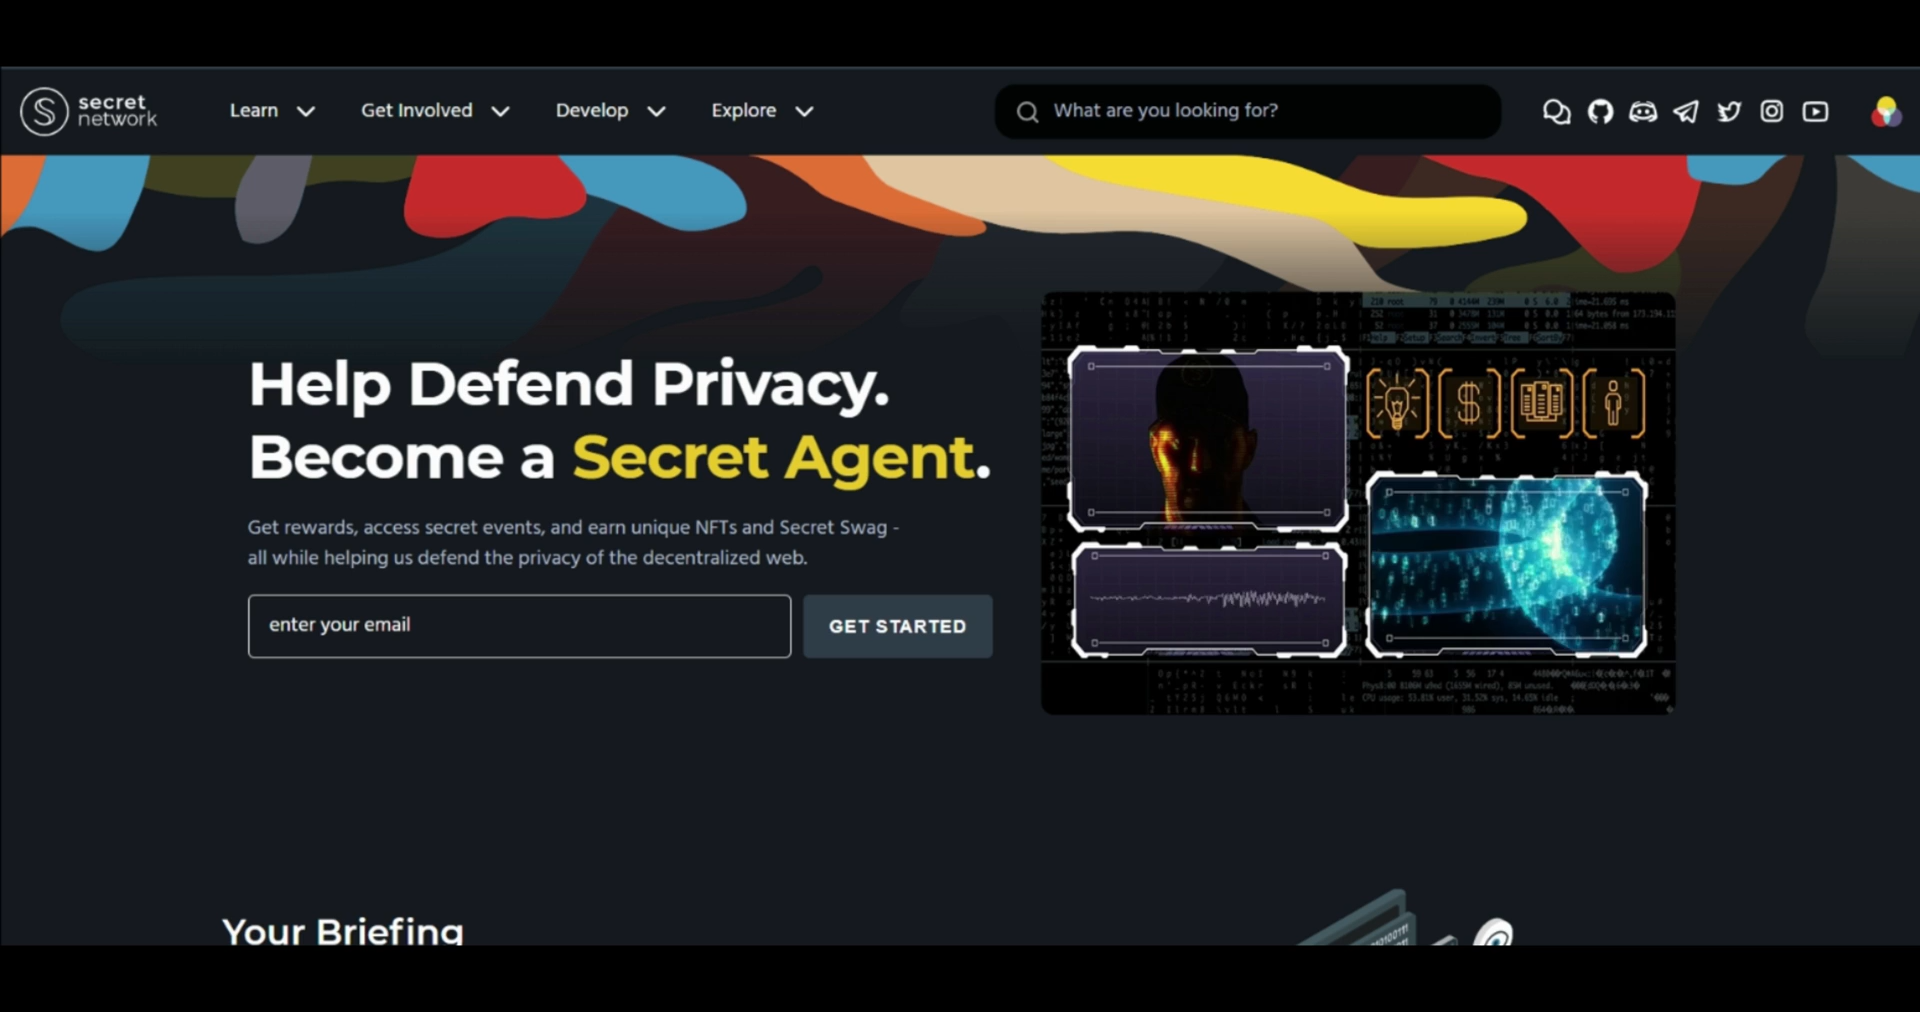 secret
network
Learn
Get Involved
Develop
Explore
What are you looking for?
Help Defend Privacy.
Become a Secret Agent.
Get rewards, access secret events, and earn unique NFTs and Secret Swag -
all while helping us defend the privacy of the decentralized web.
enter your email
GET STARTED
Your Briefing